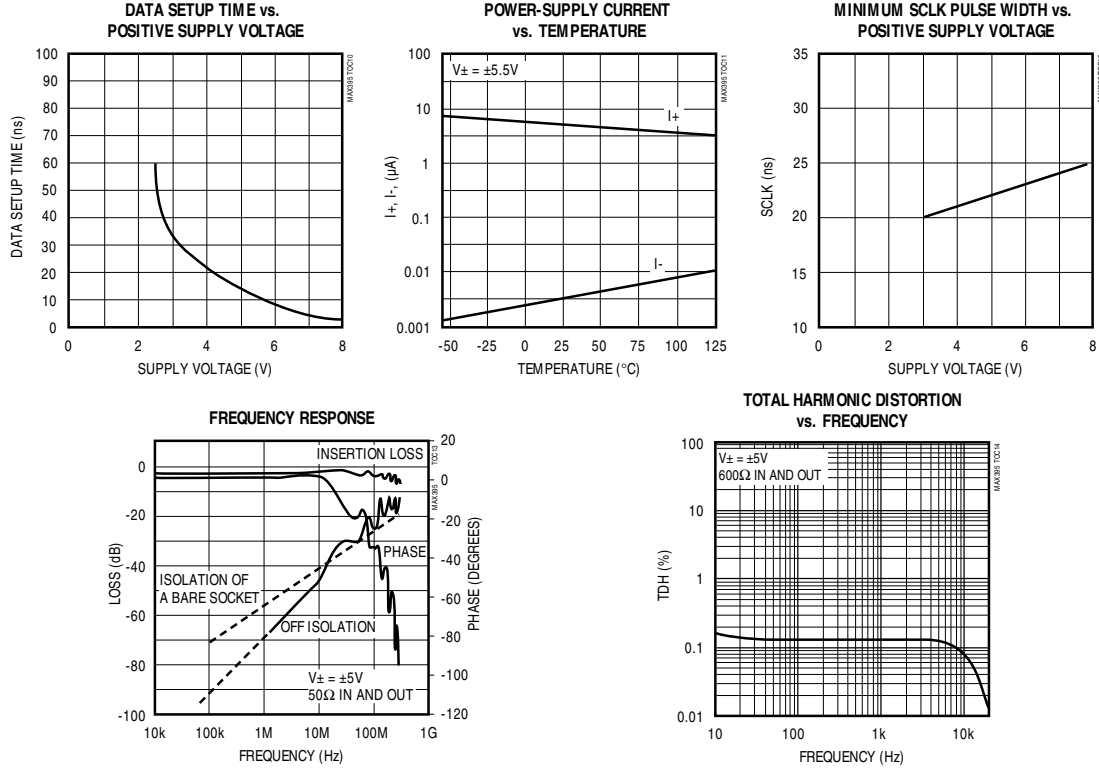 DATA SETUP TIME vs.
POSITIVE SUPPLY VOLTAGE
100
90
80
70
60
50
40
30
20
10
0
DATA SETUP TIME (ns)
0 2 4 6 8
SUPPLY VOLTAGE (V)
MAX395 TOC10
POWER-SUPPLY CURRENT
vs. TEMPERATURE
100
10
1
0.1
0.01
0.001
I+, I-, (µA)
V± = ±5.5V
I+
I-
-50 -25 0 25 50 75 100 125
TEMPERATURE (°C)
MAX395 TOC11
MINIMUM SCLK PULSE WIDTH vs.
POSITIVE SUPPLY VOLTAGE
35
30
25
20
15
10
SCLK (ns)
0 2 4 6 8
SUPPLY VOLTAGE (V)
FREQUENCY RESPONSE
0
-20
-40
-60
-80
-100
LOSS (dB)
INSERTION LOSS
PHASE
ISOLATION OF
A BARE SOCKET
OFF ISOLATION
V± = ±5V
50Ω IN AND OUT
20
0
-20
-40
-60
-80
-100
-120
PHASE (DEGREES)
MAX395 TOC13
10k 100k 1M 10M 100M 1G
FREQUENCY (Hz)
TOTAL HARMONIC DISTORTION
vs. FREQUENCY
100
10
1
0.1
0.01
TDH (%)
V± = ±5V
600Ω IN AND OUT
10 100 1k 10k
FREQUENCY (Hz)
MAX395 TOC14